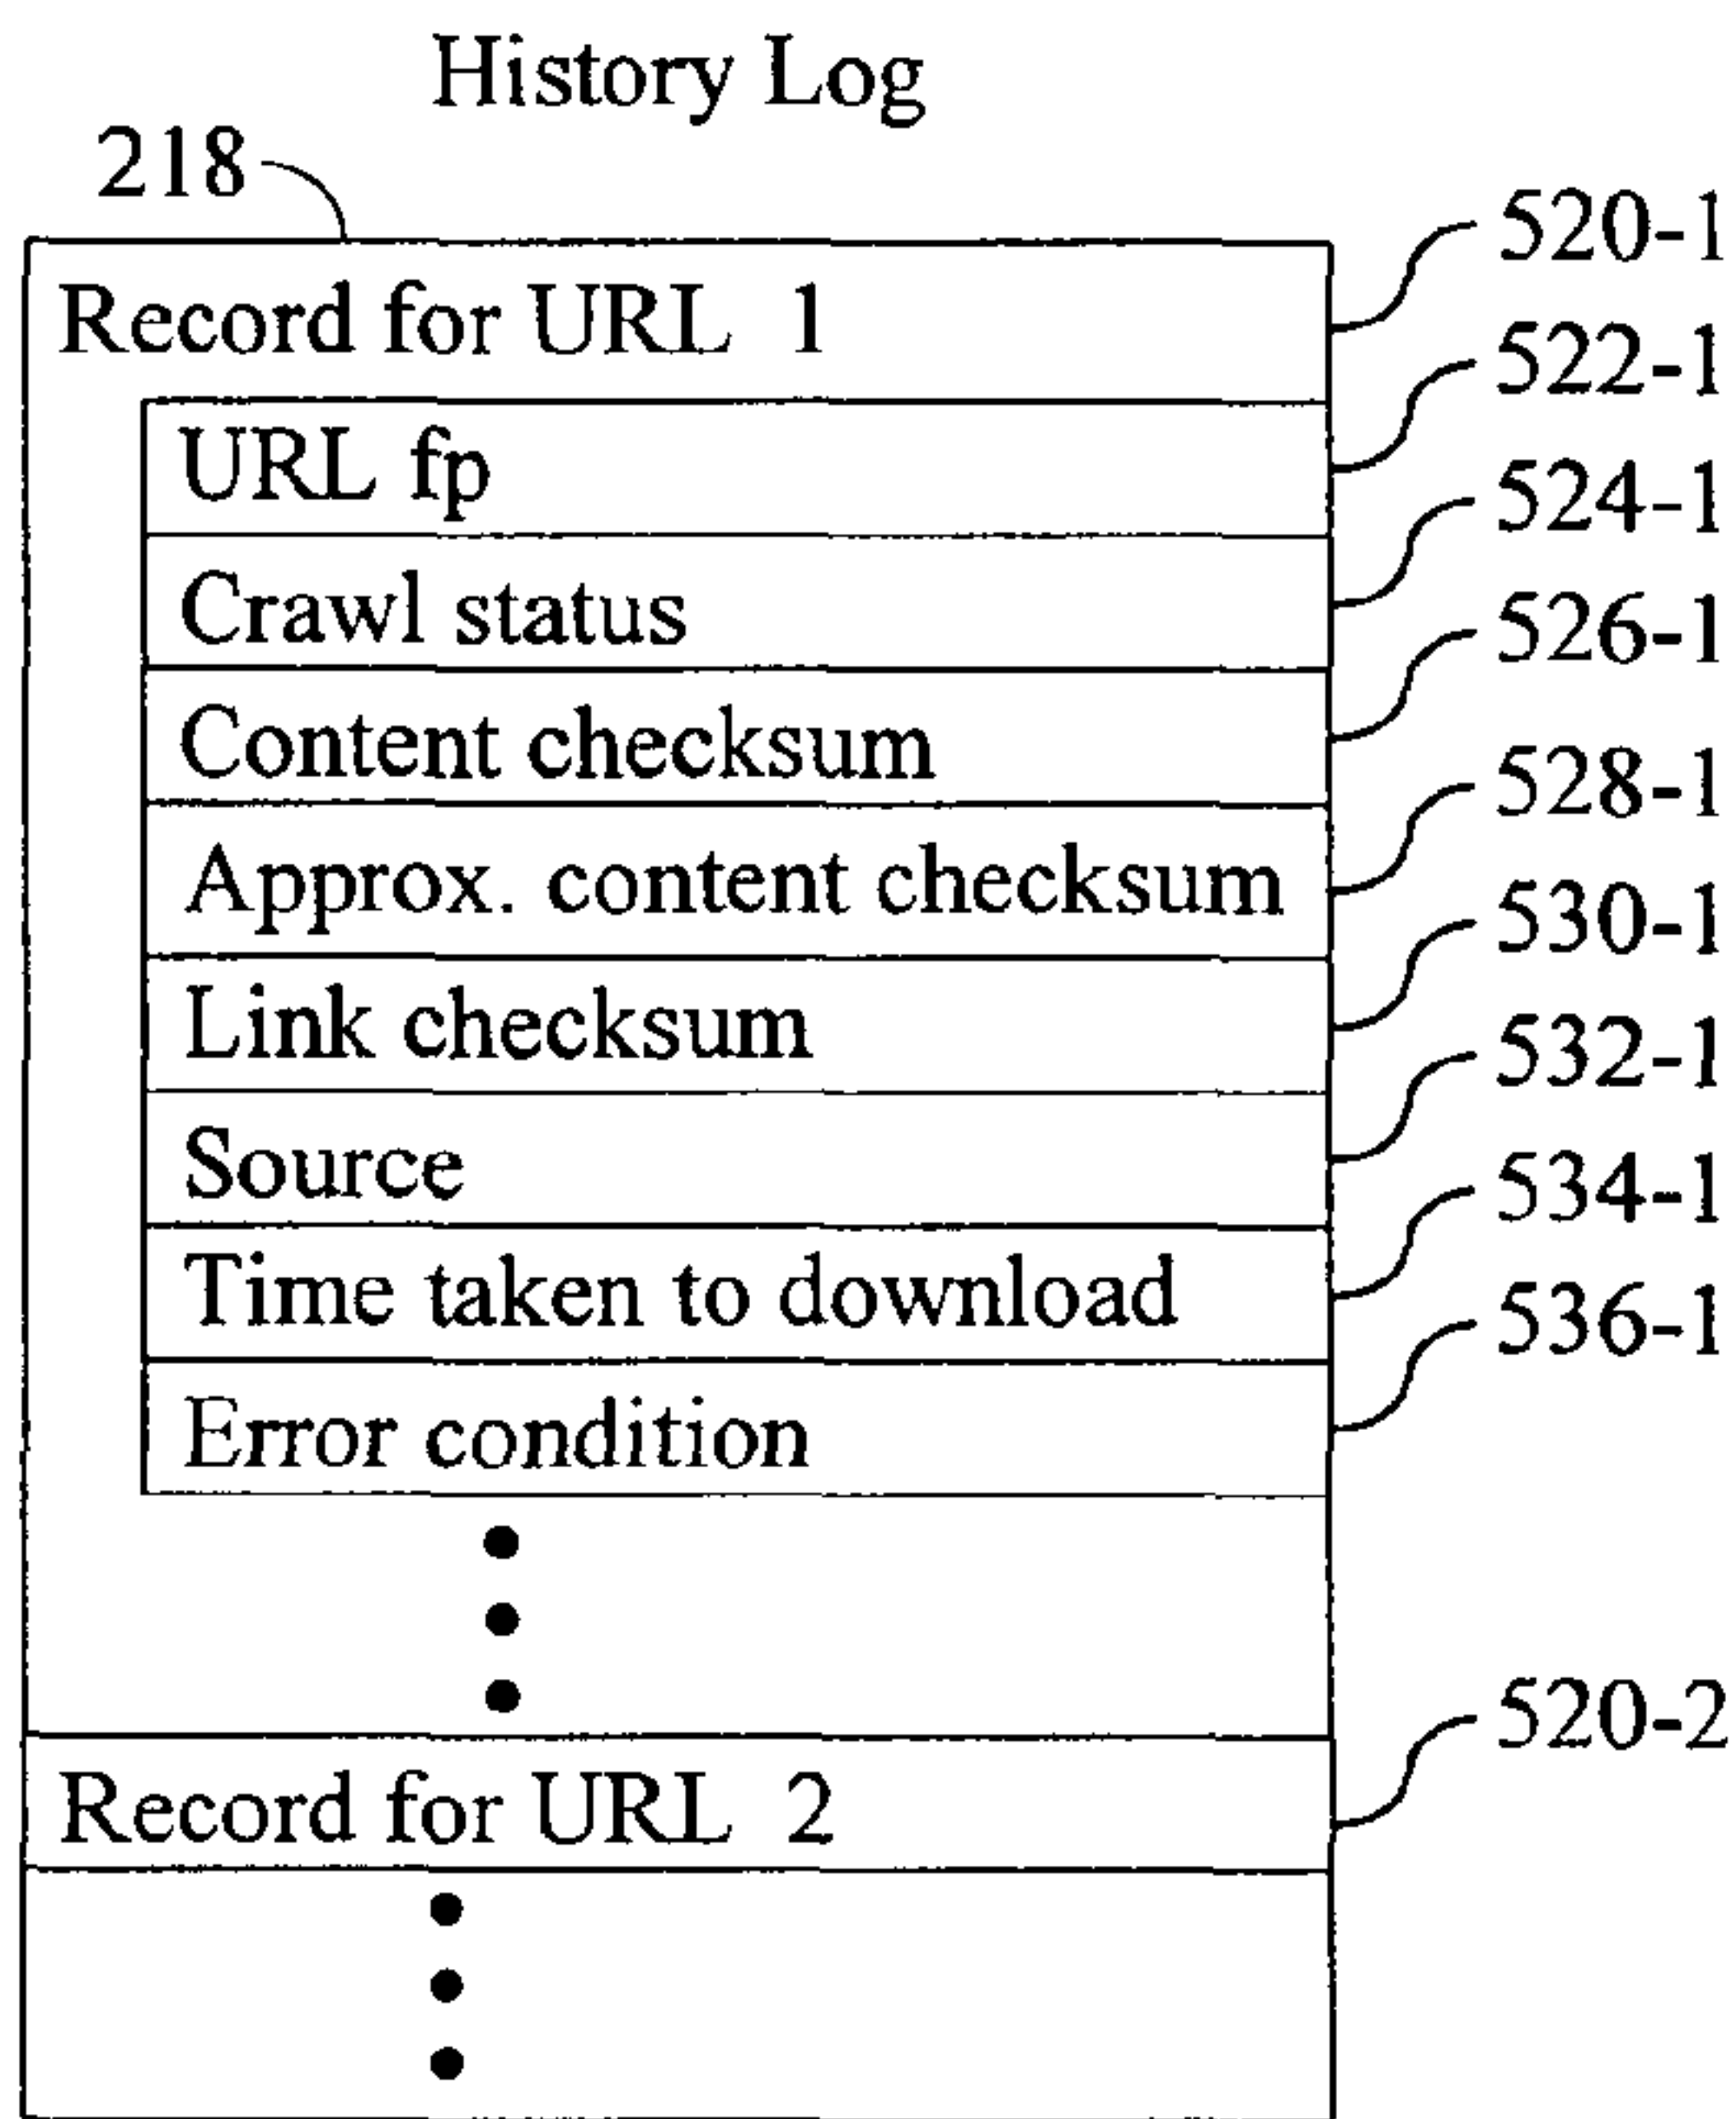 History Log
218
520-1
Record for URL 1
522-1
URL fp
524-1
Crawl status
526-1
Content checksum
528-1
Approx. content checksum
530-1
Link checksum
532-1
Source
534-1
Time taken to download
536-1
Error condition
520-2
Record for URL 2